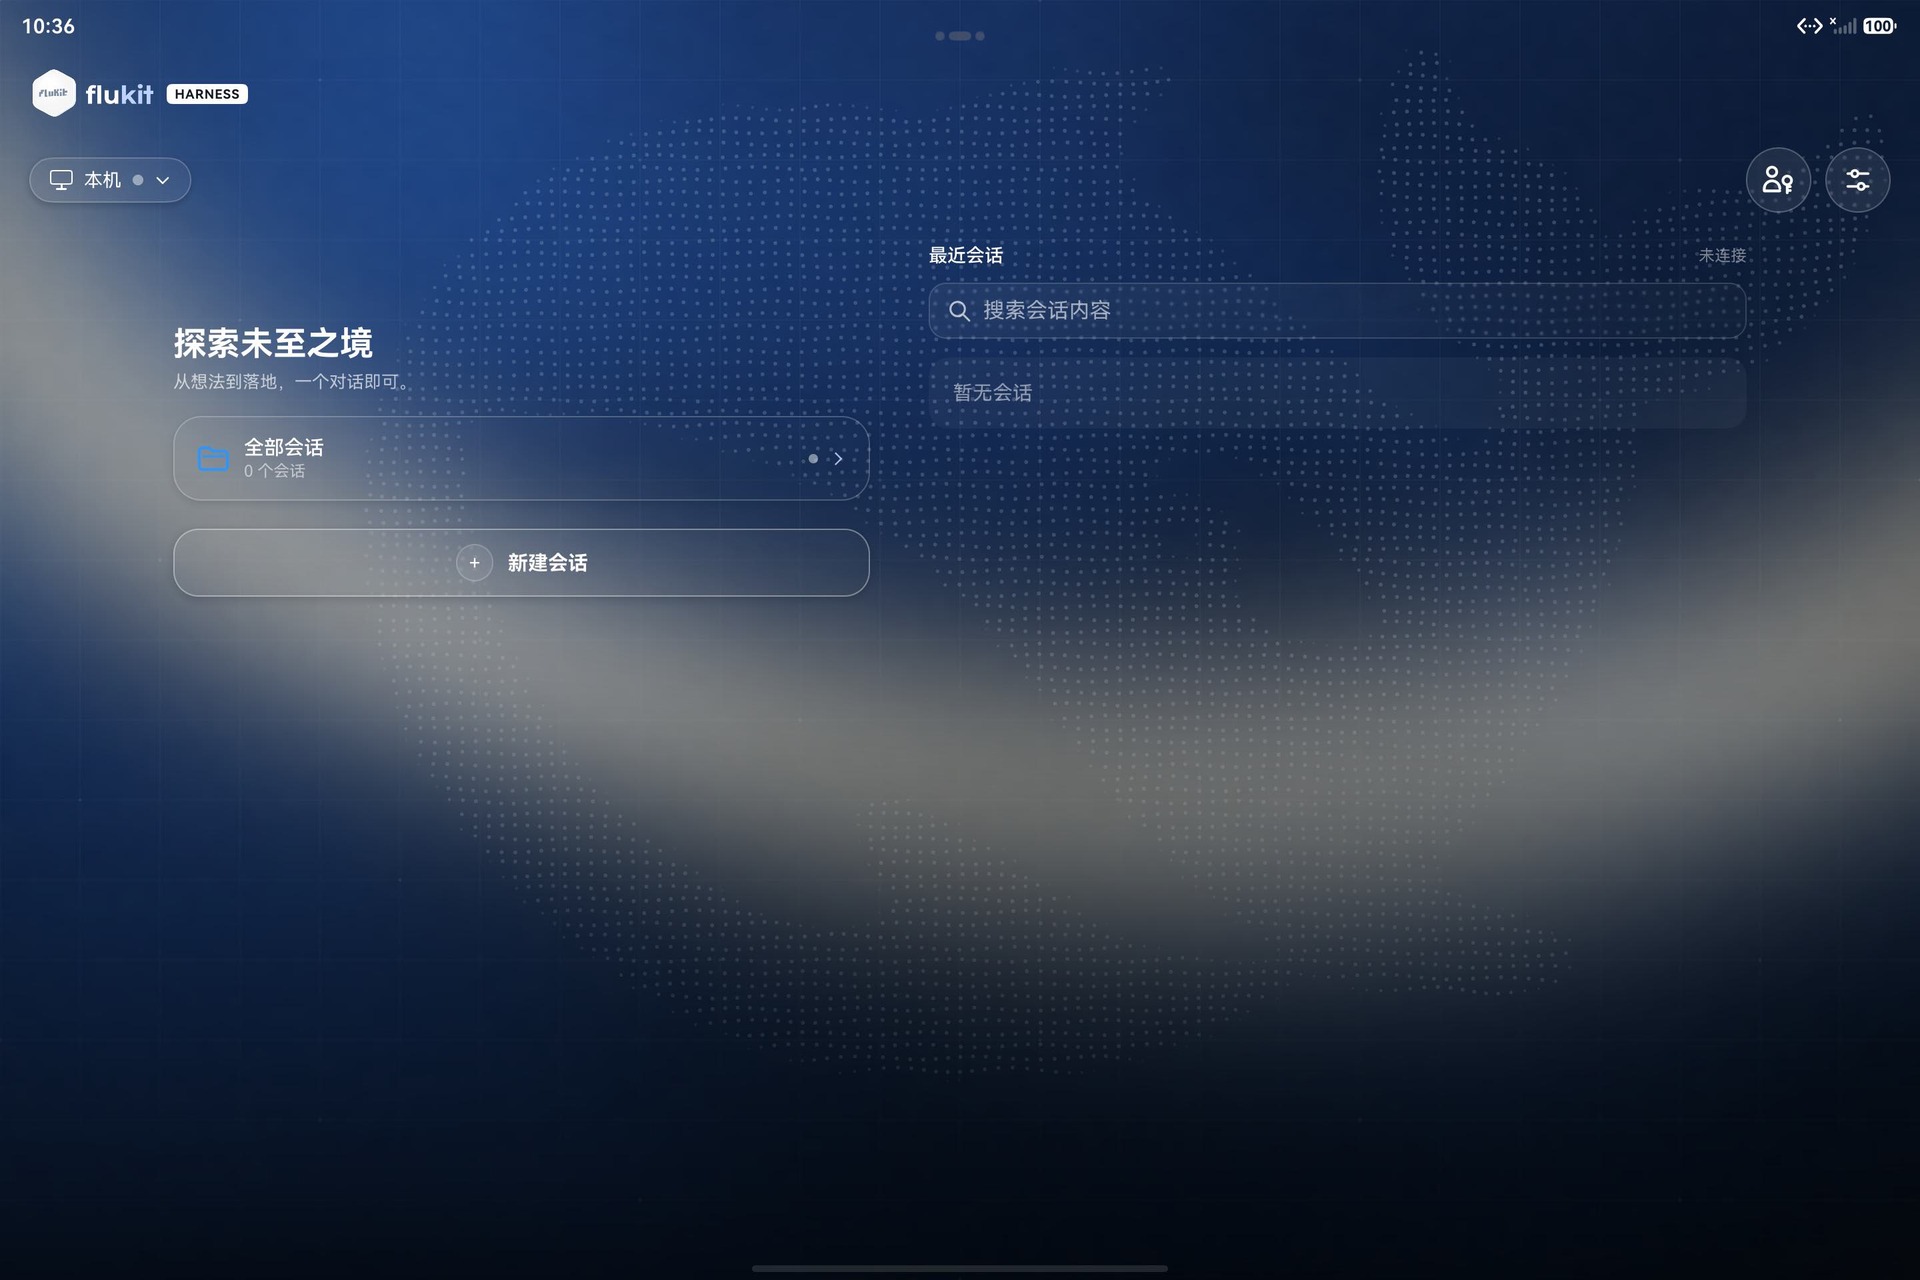 10:36
100
fluKit
flukit HARNESS
本机
最近会话
未连接
搜索会话内容
暂无会话
探索未至之境
从想法到落地，一个对话即可。
全部会话
0 个会话
新建会话